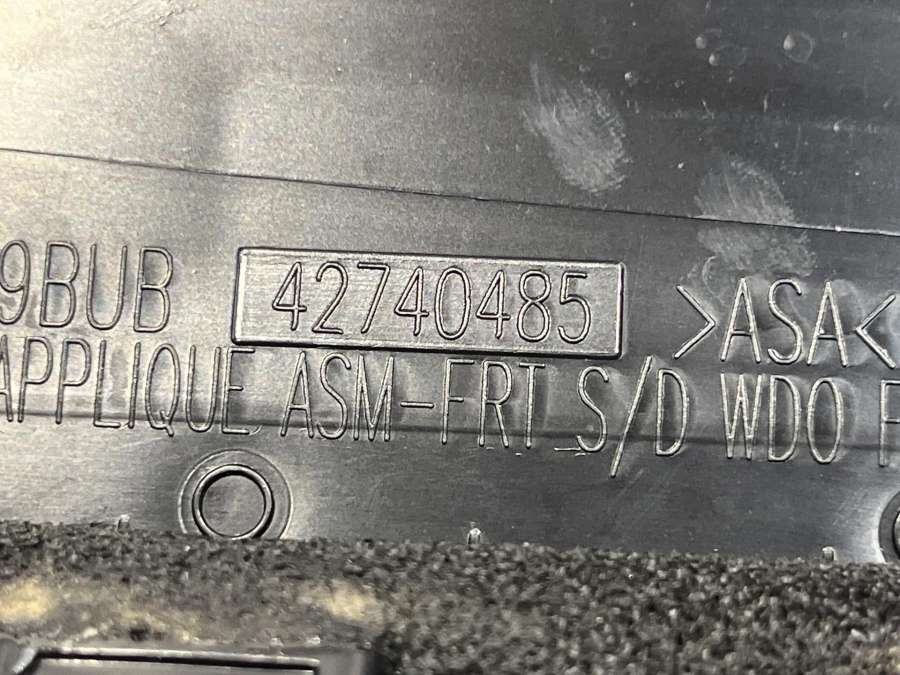 9BUB 42740485 >ASA<
APPLIQUE ASM-FRT S/D WDO F